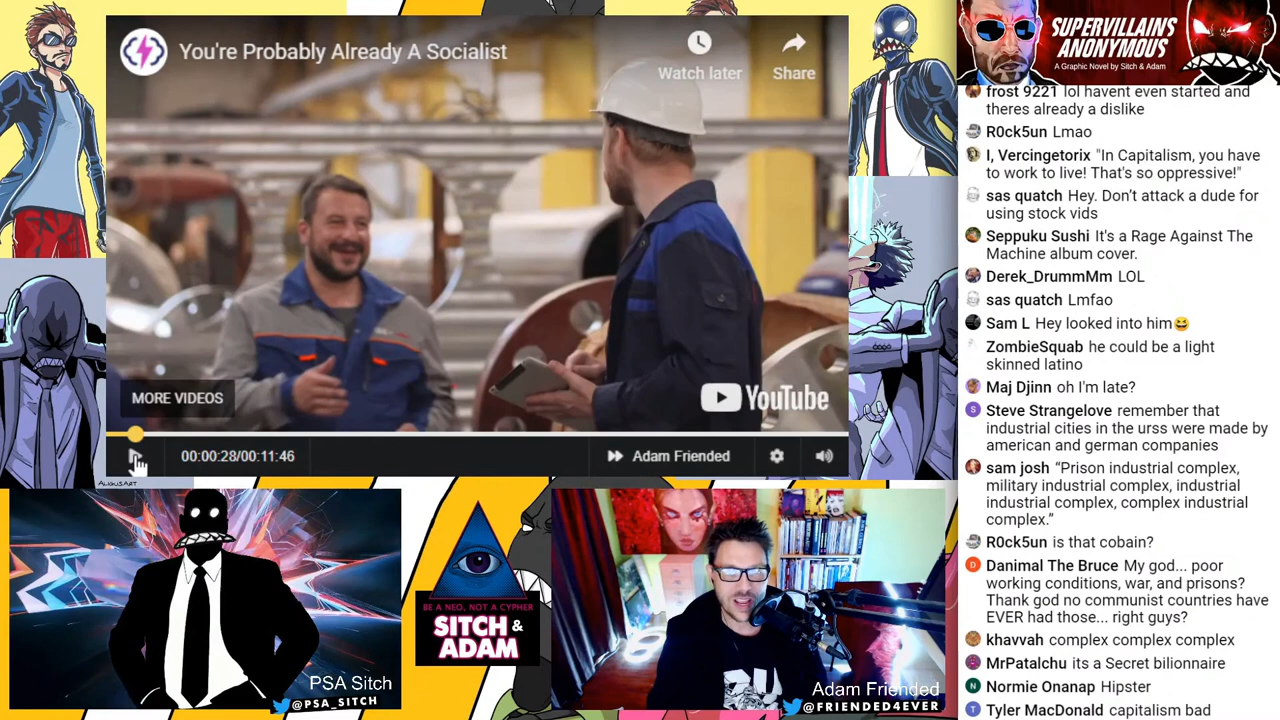 You're Probably Already A Socialist
Watch later
Share
MORE VIDEOS
YouTube
00:00:28/00:11:46
Adam Friended
ALIGUSART
PSA Sitch
@PSA_SITCH
BE A NEO, NOT A CYPHER
SITCH &
ADAM
Adam Friended
@FRIENDED4EVER
SUPERVILLAINS
ANONYMOUS
A Graphic Novel by Sitch & Adam
frost 9221 lol havent even started and
theres already a dislike
R0ck5un Lmao
I, Vercingetorix "In Capitalism, you have
to work to live! That's so oppressive!"
sas quatch Hey. Don’t attack a dude for
using stock vids
Seppuku Sushi It's a Rage Against The
Machine album cover.
Derek_DrummMm LOL
sas quatch Lmfao
Sam L Hey looked into him😆
ZombieSquab he could be a light
skinned latino
Maj Djinn oh I'm late?
S
Steve Strangelove remember that
industrial cities in the urss were made by
american and german companies
sam josh “Prison industrial complex,
military industrial complex, industrial
industrial complex, complex industrial
complex.”
R0ck5un is that cobain?
D
Danimal The Bruce My god... poor
working conditions, war, and prisons?
Thank god no communist countries have
EVER had those... right guys?
khavvah complex complex complex
MrPatalchu its a Secret bilionnaire
N
Normie Onanap Hipster
T
Tyler MacDonald capitalism bad